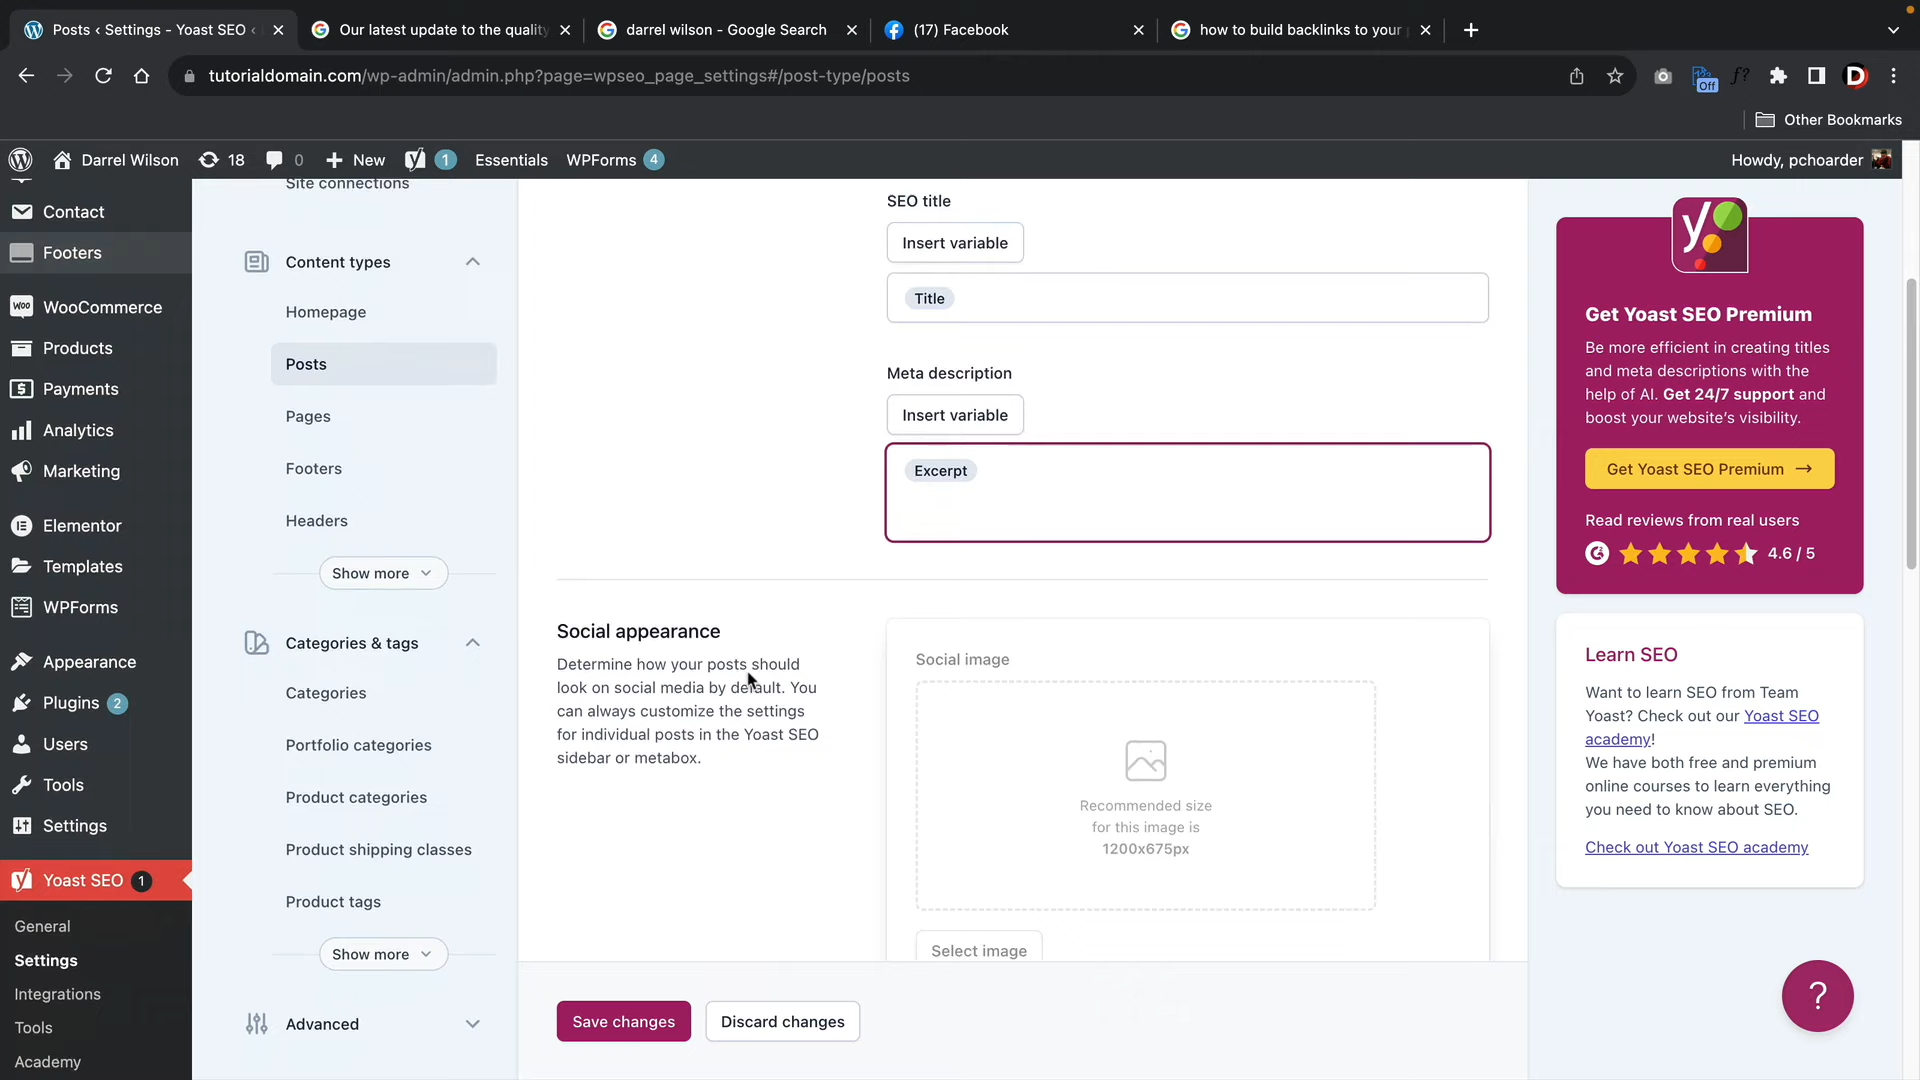 Posts ‹ Settings - Yoast SEO ‹
Our latest update to the quality
darrel wilson - Google Search
(17) Facebook
how to build backlinks to your
tutorialdomain.com/wp-admin/admin.php?page=wpseo_page_settings#/post-type/posts
Off
f?
D
Other Bookmarks
Darrel Wilson
18
0
New
1
Essentials
WPForms 4
Howdy, pchoarder
Contact
Footers
WooCommerce
Products
Payments
Analytics
Marketing
Elementor
Templates
WPForms
Appearance
Plugins 2
Users
Tools
Settings
Yoast SEO 1
General
Settings
Integrations
Tools
Academy
Site connections
Content types
Homepage
Posts
Pages
Footers
Headers
Show more
Categories & tags
Categories
Portfolio categories
Product categories
Product shipping classes
Product tags
Show more
Advanced
SEO title
Insert variable
Title
Meta description
Insert variable
Excerpt
Social appearance
Determine how your posts should
look on social media by default. You
can always customize the settings
for individual posts in the Yoast SEO
sidebar or metabox.
Social image
Recommended size
for this image is
1200x675px
Select image
Save changes
Discard changes
y
Get Yoast SEO Premium
Be more efficient in creating titles
and meta descriptions with the
help of AI. Get 24/7 support and
boost your website's visibility.
Get Yoast SEO Premium →
Read reviews from real users
4.6 / 5
Learn SEO
Want to learn SEO from Team
Yoast? Check out our Yoast SEO
academy!
We have both free and premium
online courses to learn everything
you need to know about SEO.
Check out Yoast SEO academy
?